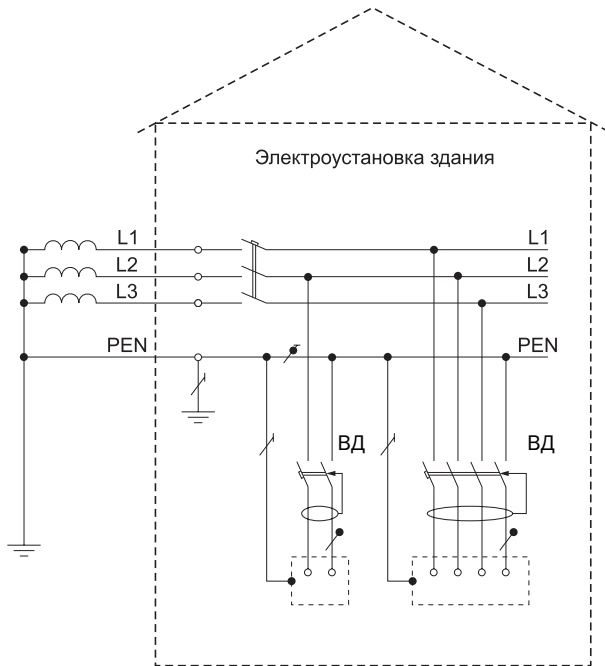 Электроустановка здания
L1 L1
L2 L2
L3 L3
PEN PEN
ВД ВД